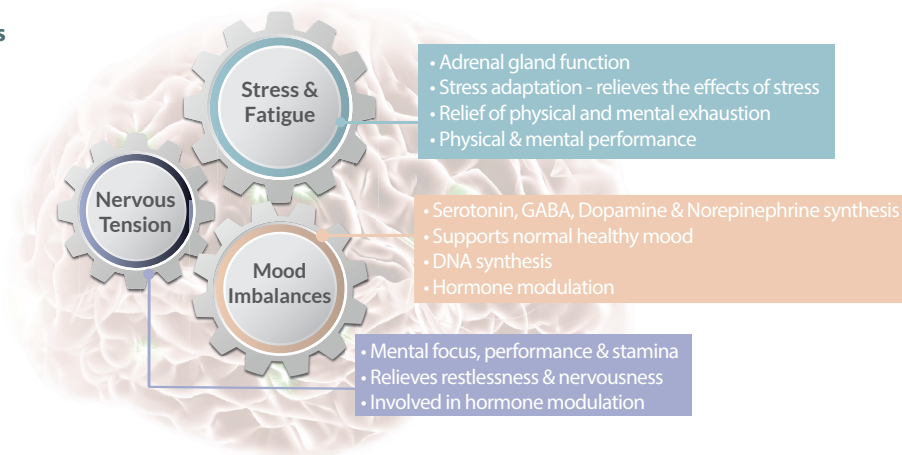 s
Stress &
Fatigue
• Adrenal gland function
• Stress adaptation - relieves the effects of stress
• Relief of physical and mental exhaustion
• Physical & mental performance
Nervous
Tension
• Serotonin, GABA, Dopamine & Norepinephrine synthesis
• Supports normal healthy mood
• DNA synthesis
• Hormone modulation
Mood
Imbalances
• Mental focus, performance & stamina
• Relieves restlessness & nervousness
• Involved in hormone modulation